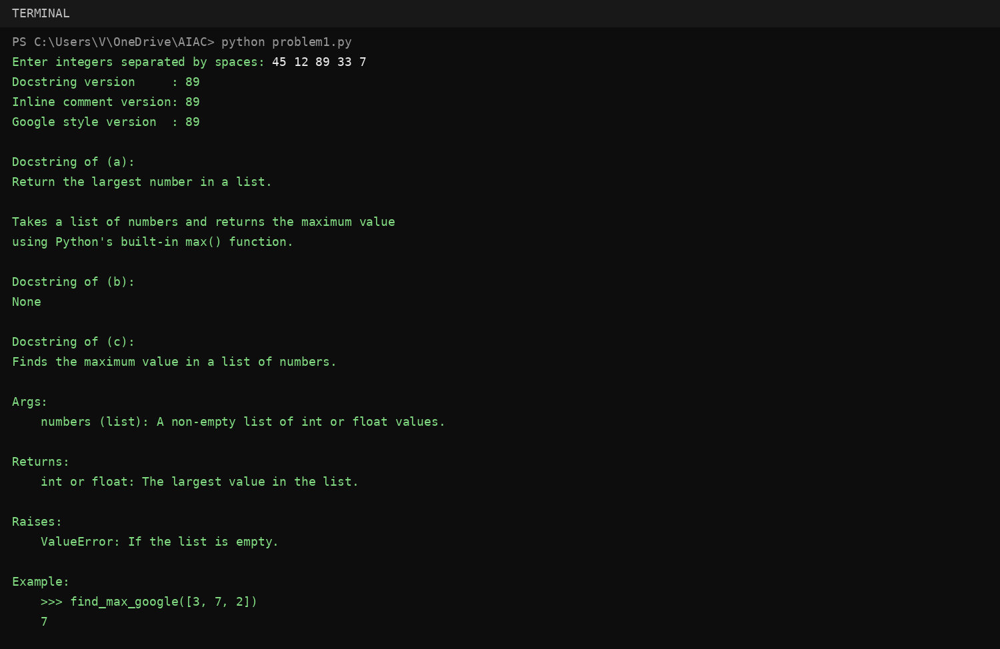 TERMINAL
PS C:\Users\V\OneDrive\AIAC> python problem1.py
Enter integers separated by spaces: 45 12 89 33 7
Docstring version     : 89
Inline comment version: 89
Google style version  : 89

Docstring of (a):
Return the largest number in a list.

Takes a list of numbers and returns the maximum value
using Python's built-in max() function.

Docstring of (b):
None

Docstring of (c):
Finds the maximum value in a list of numbers.

Args:
    numbers (list): A non-empty list of int or float values.

Returns:
    int or float: The largest value in the list.

Raises:
    ValueError: If the list is empty.

Example:
    >>> find_max_google([3, 7, 2])
    7